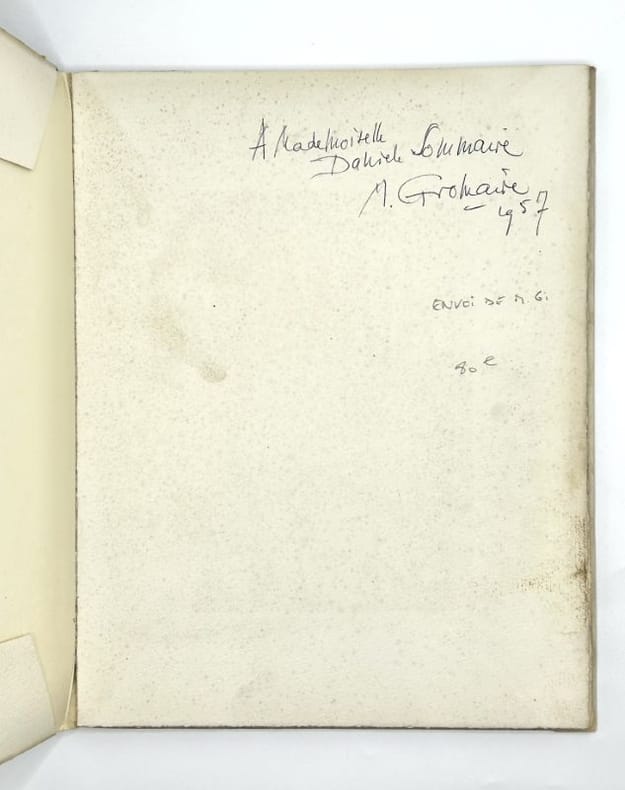 A Mademoiselle
Daniele Sommaire
M. Gromaire
1957
ENVOI DE M. G.
80 e